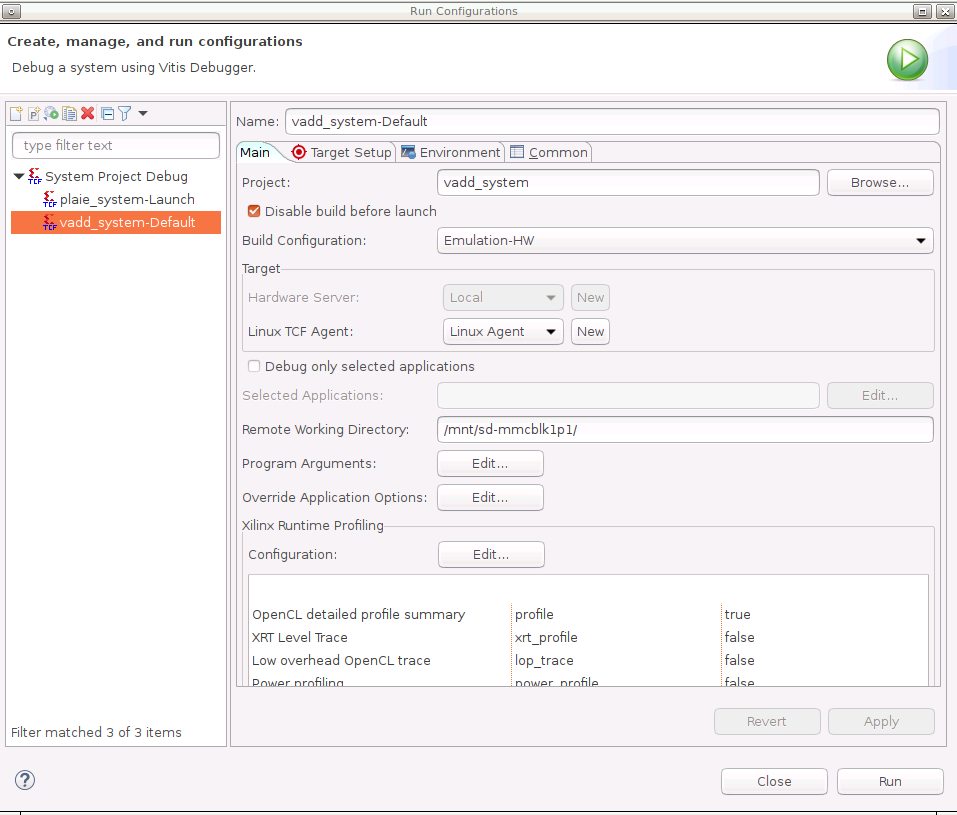 Run Configurations
Create, manage, and run configurations
Debug a system using Vitis Debugger.
type filter text
System Project Debug
plaie_system-Launch
vadd_system-Default
Filter matched 3 of 3 items
Name: vadd_system-Default
Main Target Setup Environment Common
Project: vadd_system Browse...
Disable build before launch
Build Configuration: Emulation-HW
Target
Hardware Server: Local New
Linux TCF Agent: Linux Agent New
Debug only selected applications
Selected Applications: Edit...
Remote Working Directory: /mnt/sd-mmcblk1p1/
Program Arguments: Edit...
Override Application Options: Edit...
Xilinx Runtime Profiling
Configuration: Edit...
OpenCL detailed profile summary profile true
XRT Level Trace xrt_profile false
Low overhead OpenCL trace lop_trace false
Power profiling power_profile false
Revert Apply
? Close Run